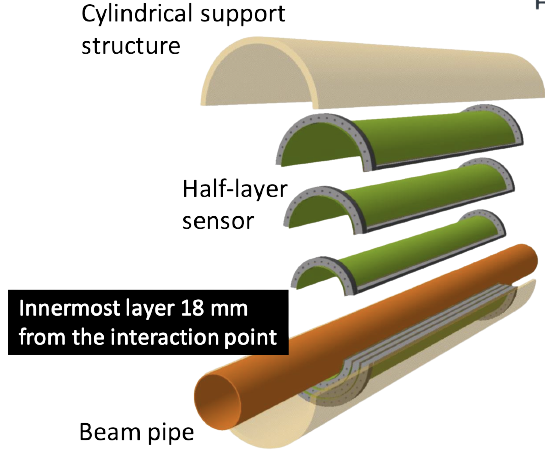 Cylindrical support
structure
Half-layer
sensor
Innermost layer 18 mm
from the interaction point
Beam pipe